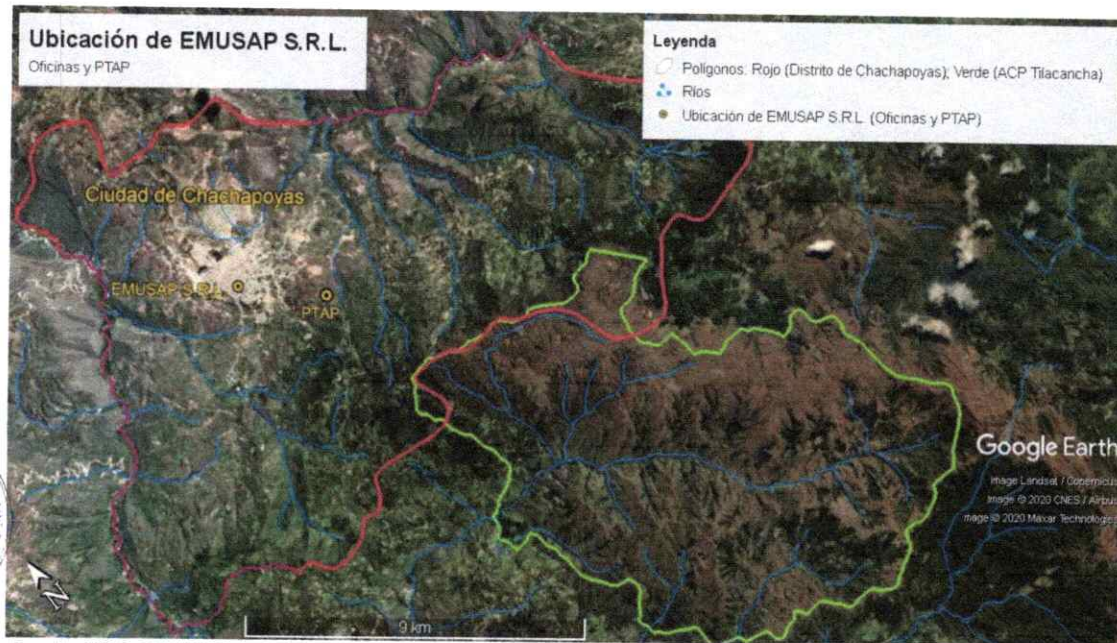 Ubicación de EMUSAP S.R.L.
Oficinas y PTAP
Leyenda
Polígonos: Rojo (Distrito de Chachapoyas); Verde (ACP Tilacancha)
Ríos
Ubicación de EMUSAP S.R.L (Oficinas y PTAP)
Ciudad de Chachapoyas
EMUSAP S.R.L.
PTAP
Google Earth
Image Landsat / Copernicus
Image © 2020 CNES / Airbus
Image © 2020 Maxar Technologies
N
9 km